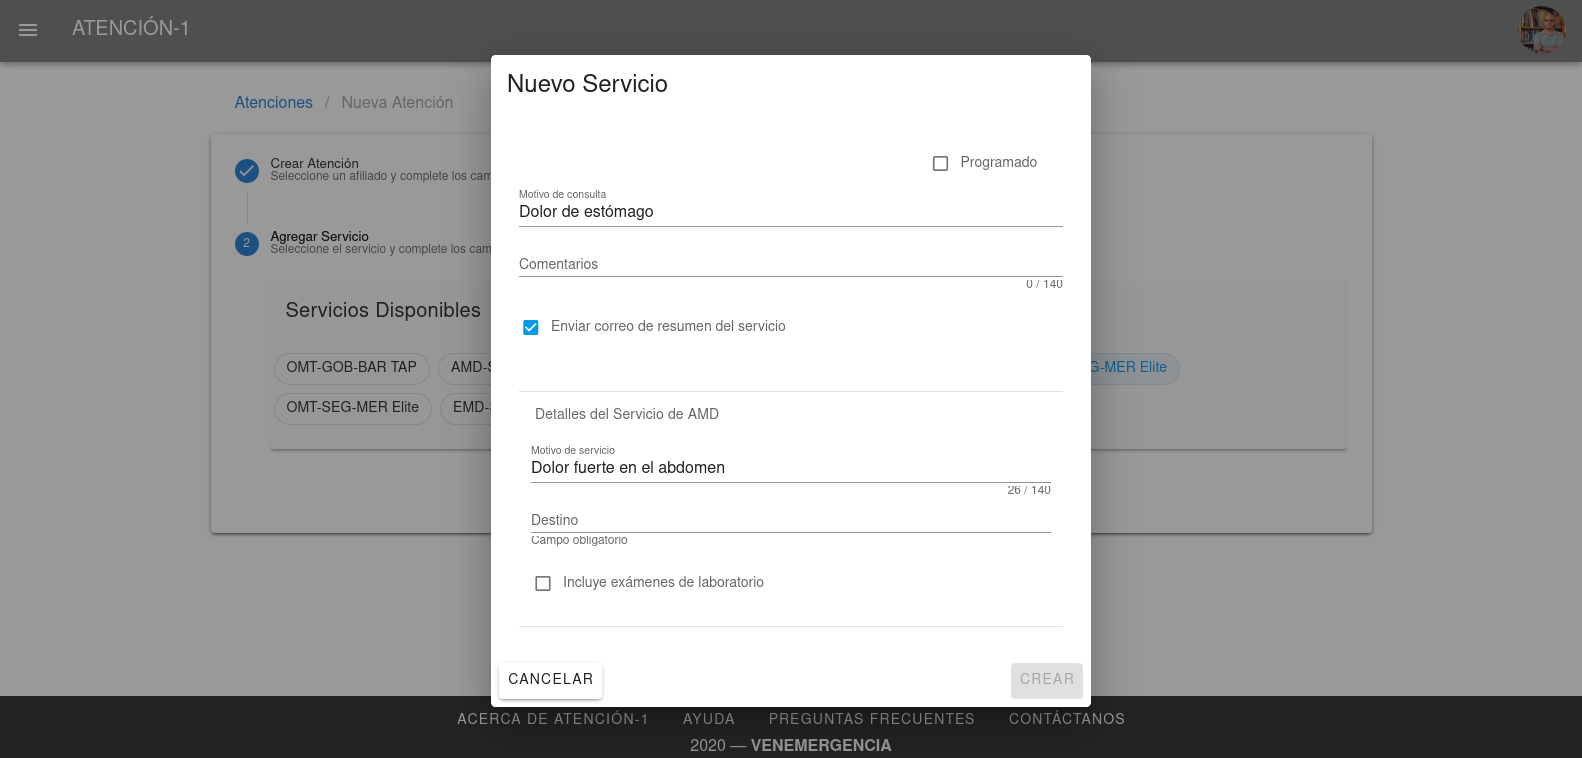 ATENCIÓN-1
Atenciones / Nueva Atención
Crear Atención
Seleccione un afiliado y complete los cam
2
Agregar Servicio
Seleccione el servicio y complete los cam
Servicios Disponibles
OMT-GOB-BAR TAP
G-MER Elite
OMT-SEG-MER Elite
Nuevo Servicio
Programado
Motivo de consulta
Dolor de estómago
Comentarios
0 / 140
Enviar correo de resumen del servicio
Detalles del Servicio de AMD
Motivo de servicio
Dolor fuerte en el abdomen
26 / 140
Destino
Campo obligatorio
Incluye exámenes de laboratorio
CANCELAR
CREAR
ACERCA DE ATENCIÓN-1 AYUDA PREGUNTAS FRECUENTES CONTÁCTANOS
2020 — VENEMERGENCIA